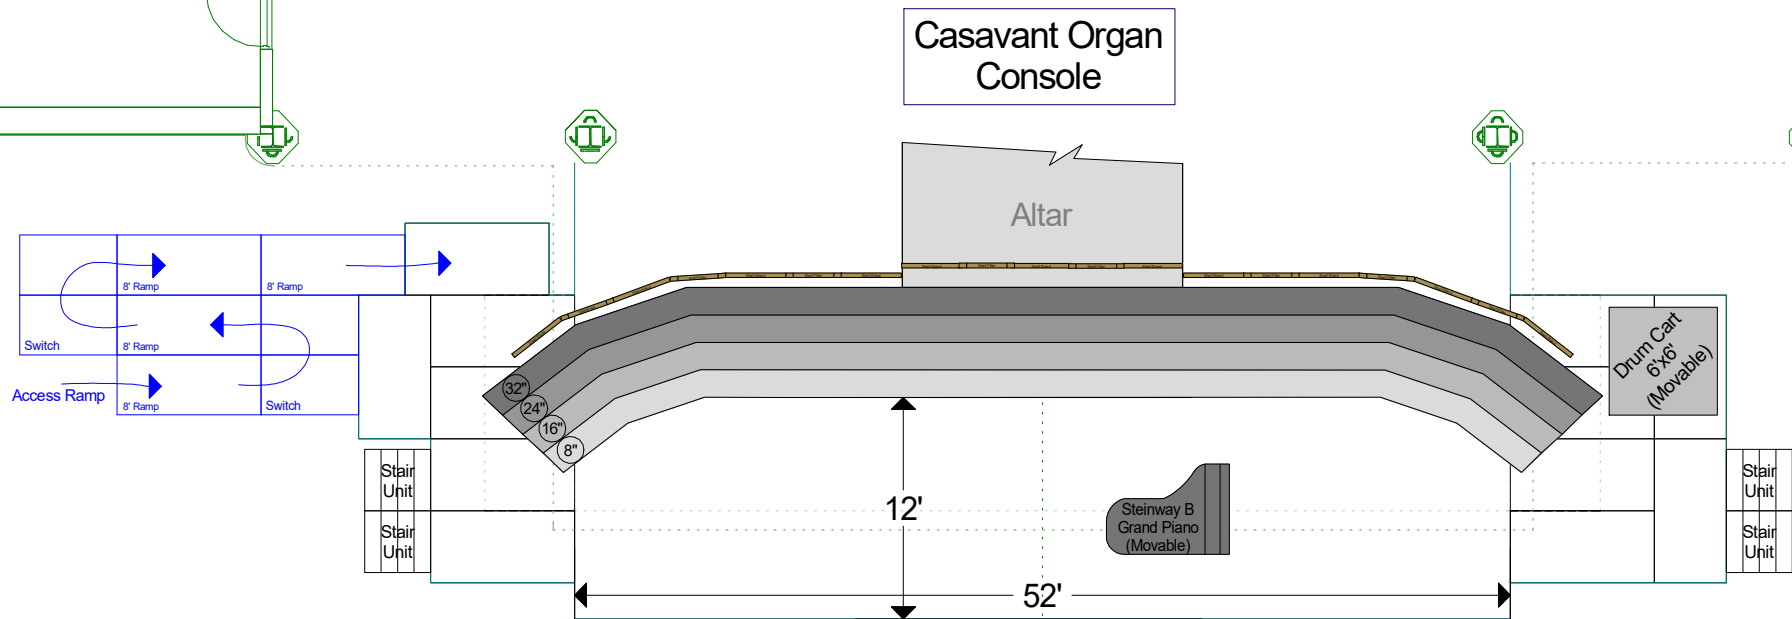 Casavant Organ
Console
Altar
8' Ramp
8' Ramp
Switch
8' Ramp
Access Ramp
8' Ramp
Switch
32"
24"
16"
8"
Drum Cart
6'x6'
(Movable)
Stair
Unit
Stair
Unit
12'
Steinway B
Grand Piano
(Movable)
Stair
Unit
Stair
Unit
52'